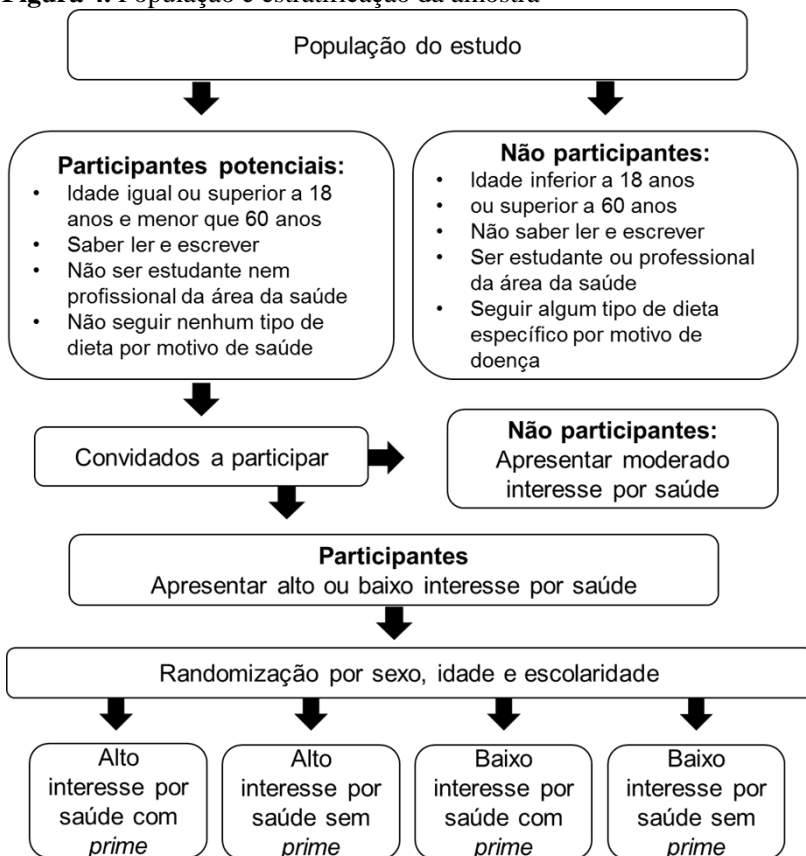 Figura 4. População e estratificação da amostra
População do estudo
Participantes potenciais:
• Idade igual ou superior a 18
anos e menor que 60 anos
• Saber ler e escrever
• Não ser estudante nem
profissional da área da saúde
• Não seguir nenhum tipo de
dieta por motivo de saúde
Não participantes:
• Idade inferior a 18 anos
• ou superior a 60 anos
• Não saber ler e escrever
• Ser estudante ou professional
da área da saúde
• Seguir algum tipo de dieta
específico por motivo de
doença
Convidados a participar
Não participantes:
Apresentar moderado
interesse por saúde
Participantes
Apresentar alto ou baixo interesse por saúde
Randomização por sexo, idade e escolaridade
Alto
interesse por
saúde com
prime
Alto
interesse por
saúde sem
prime
Baixo
interesse por
saúde com
prime
Baixo
interesse por
saúde sem
prime